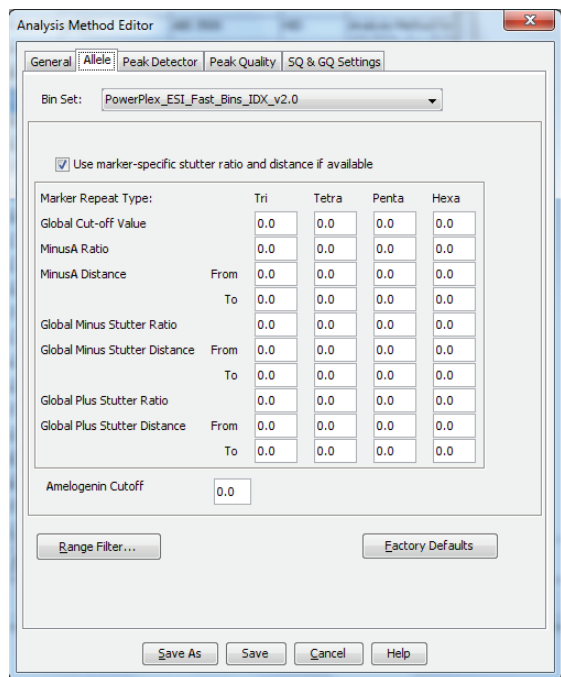 Analysis Method Editor
General Allele Peak Detector Peak Quality SQ & GQ Settings
Bin Set: PowerPlex_ESI_Fast_Bins_IDX_v2.0
Use marker-specific stutter ratio and distance if available
Marker Repeat Type: Tri Tetra Penta Hexa
Global Cut-off Value 0.0 0.0 0.0 0.0
MinusA Ratio 0.0 0.0 0.0 0.0
MinusA Distance From 0.0 0.0 0.0 0.0
To 0.0 0.0 0.0 0.0
Global Minus Stutter Ratio 0.0 0.0 0.0 0.0
Global Minus Stutter Distance From 0.0 0.0 0.0 0.0
To 0.0 0.0 0.0 0.0
Global Plus Stutter Ratio 0.0 0.0 0.0 0.0
Global Plus Stutter Distance From 0.0 0.0 0.0 0.0
To 0.0 0.0 0.0 0.0
Amelogenin Cutoff 0.0
Range Filter... Factory Defaults
Save As Save Cancel Help